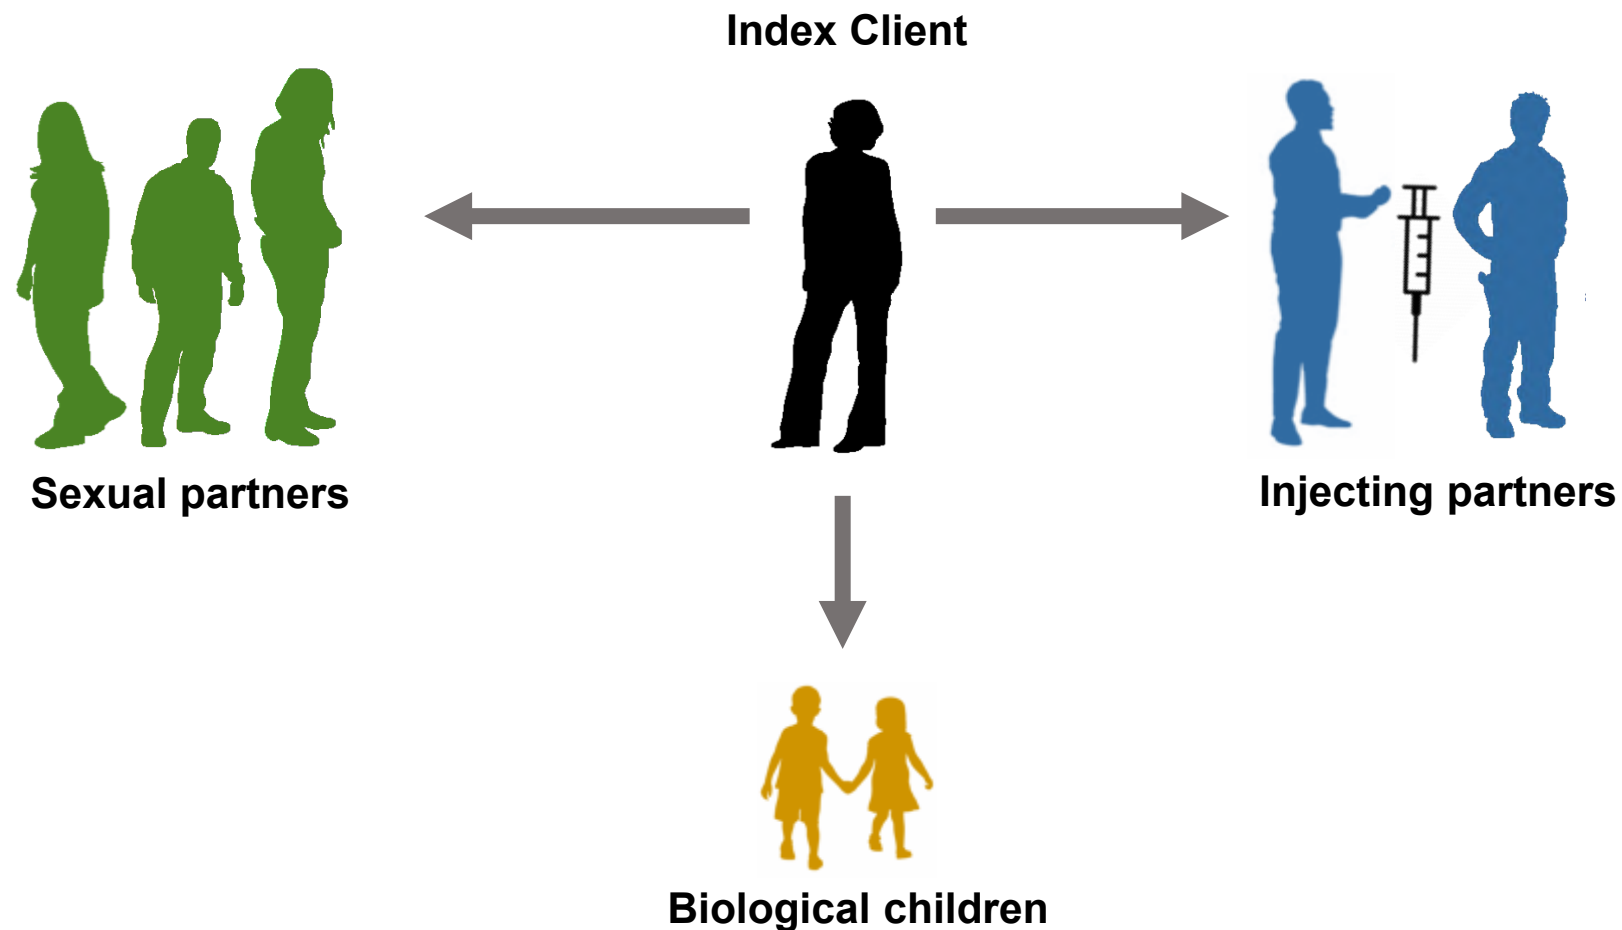 Index Client
Sexual partners
Injecting partners
Biological children